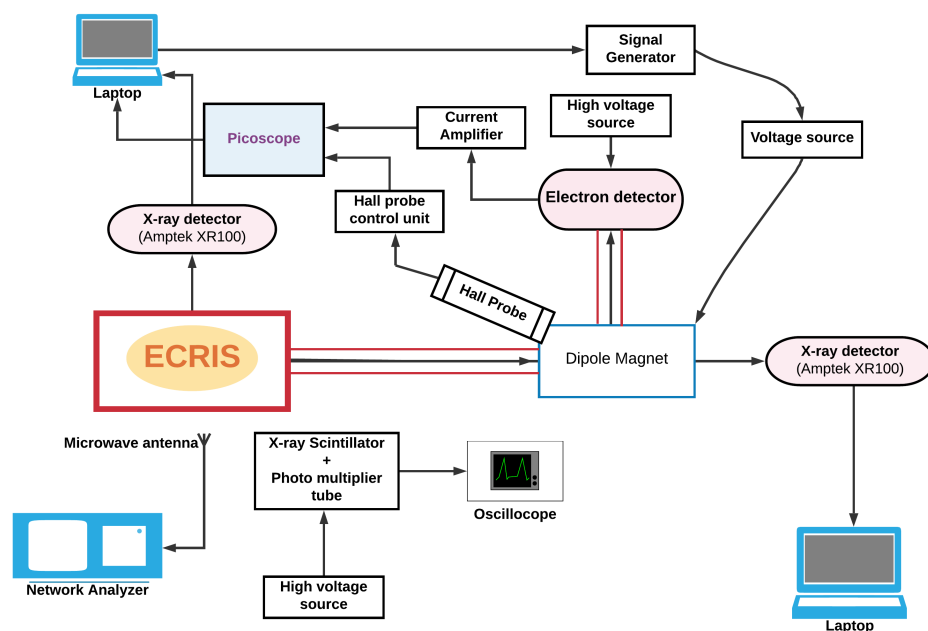 Signal
Generator
Laptop
High voltage
source
Current
Amplifier
Picoscope
Voltage source
Electron detector
Hall probe
control unit
X-ray detector
(Amptek XR100)
Hall Probe
ECRIS
Dipole Magnet
X-ray detector
(Amptek XR100)
Microwave antenna
X-ray Scintillator
+
Photo multiplier
tube
Oscillocope
Network Analyzer
High voltage
source
Laptop